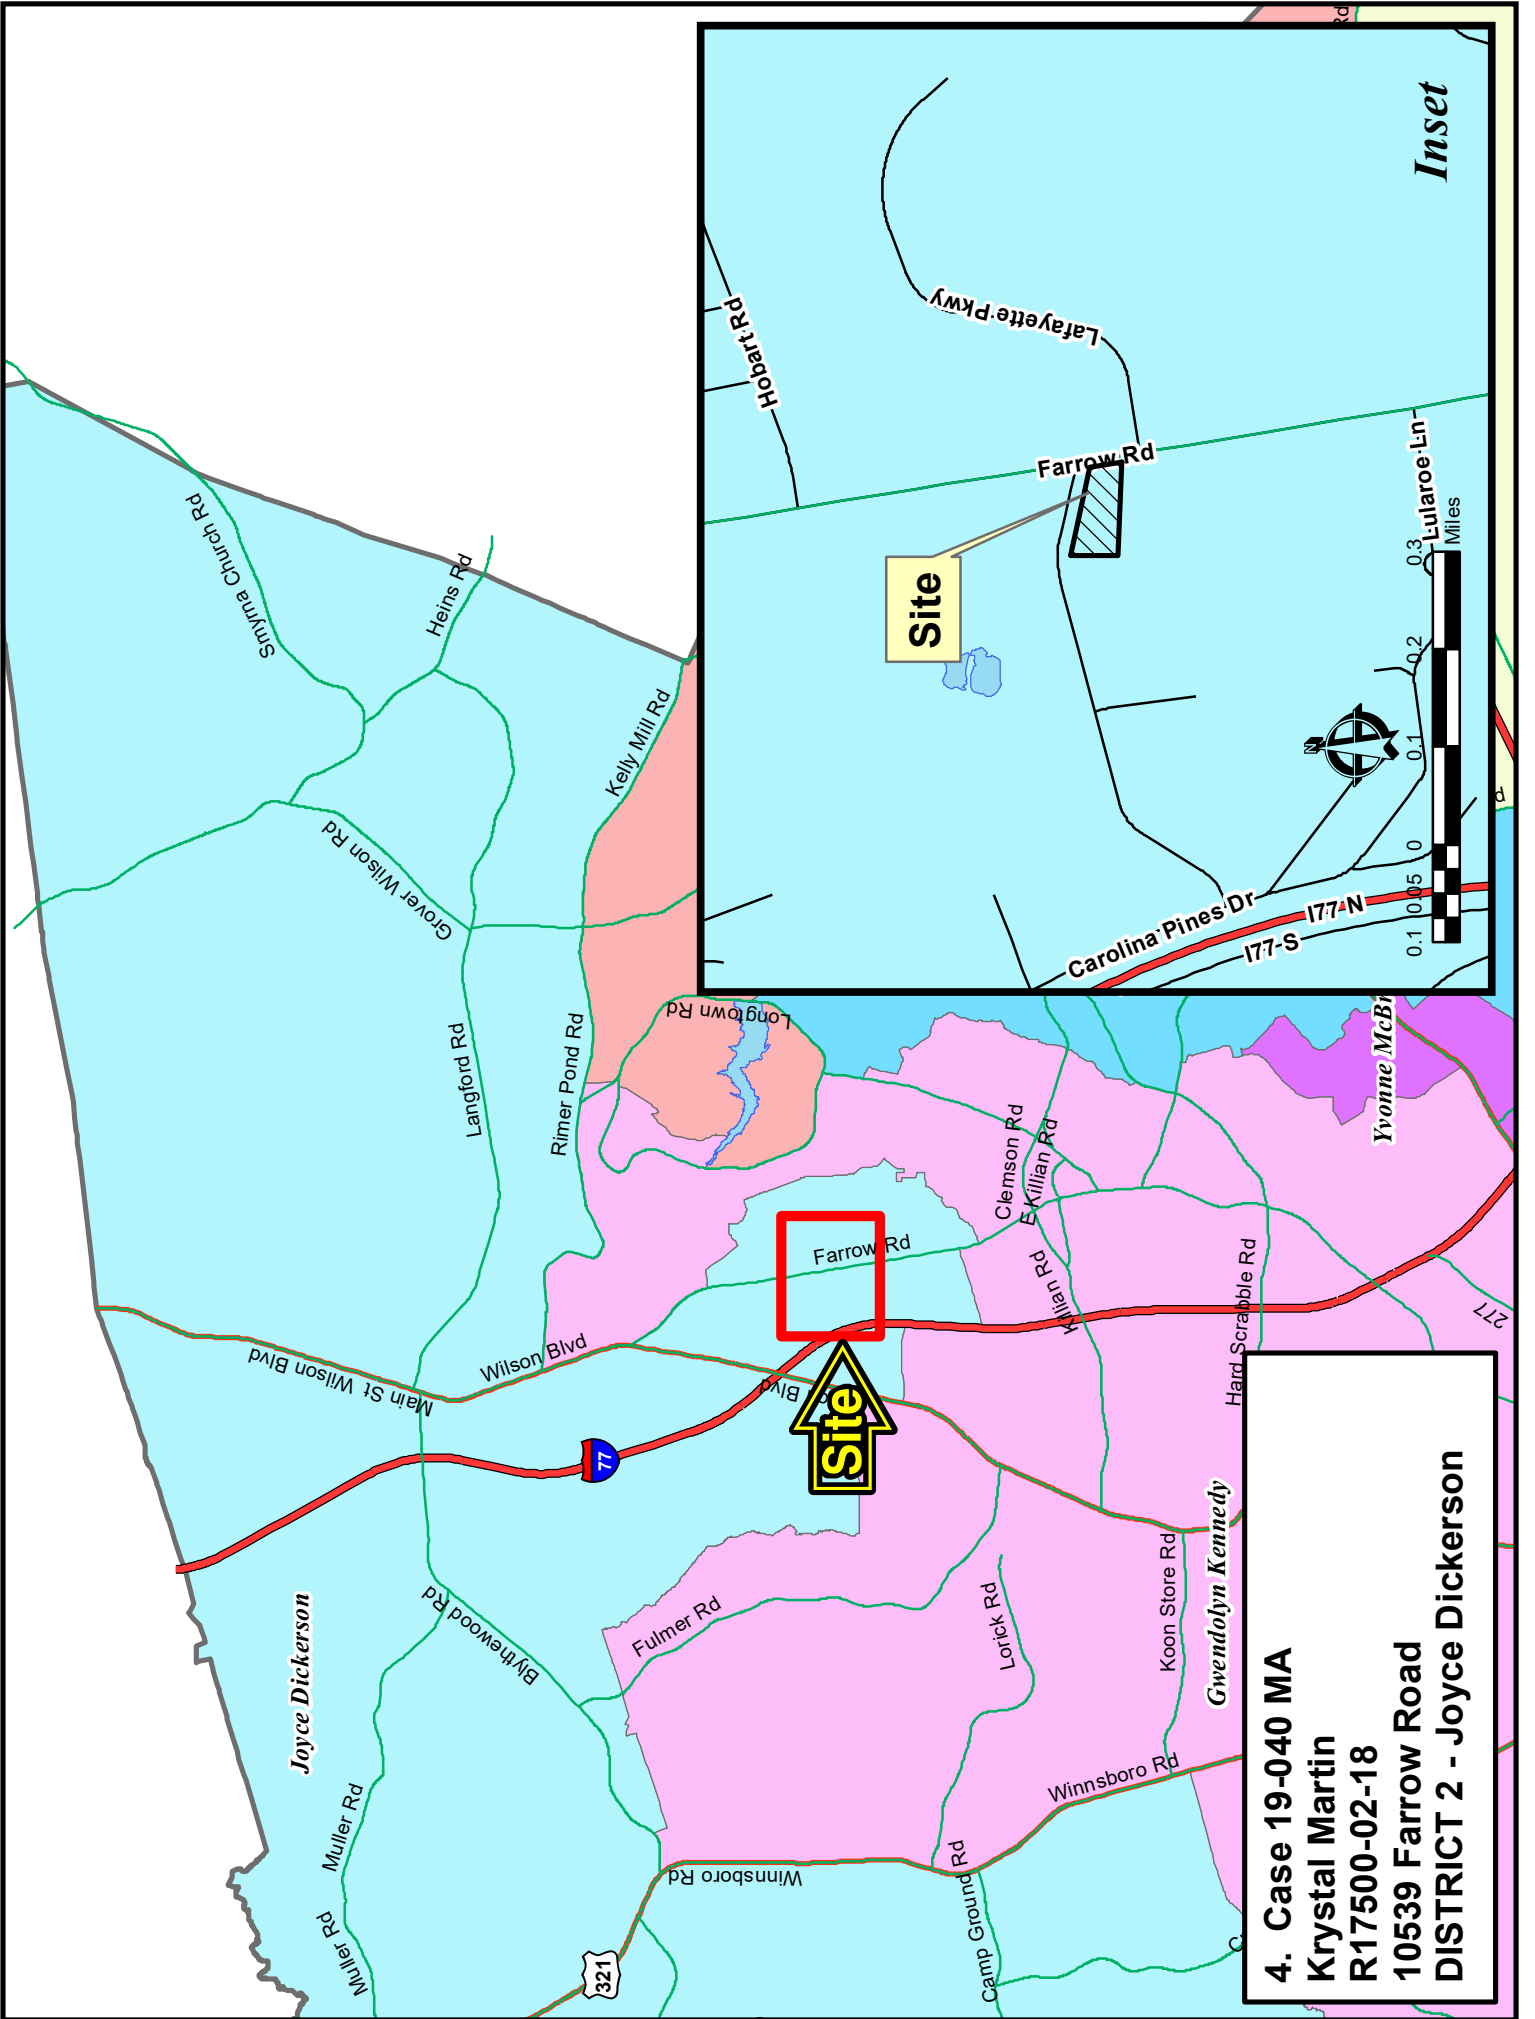 Smyrna Church Rd
Heins Rd
Grover Wilson Rd
Kelly Mill Rd
Langford Rd
Rimer Pond Rd
Longtown Rd
Main St Wilson Blvd
Wilson Blvd
Blvd
77
Farrow Rd
Clemson Rd
E Killian Rd
Killian Rd
Hard Scrabble Rd
277
Site
Joyce Dickerson
Blythewood Rd
Muller Rd
Muller Rd
Fulmer Rd
Lorick Rd
Koon Store Rd
Gwendolyn Kennedy
Winnsboro Rd
Winnsboro Rd
Camp Ground Rd
321
Rd
Inset
Hobart Rd
Lafayette Pkwy
Farrow Rd
Site
Lularoe Ln
Carolina Pines Dr
I77 N
I77 S
N
0.1 0.05 0 0.1 0.2 0.3
Miles
4. Case 19-040 MA
Krystal Martin
R17500-02-18
10539 Farrow Road
DISTRICT 2 - Joyce Dickerson